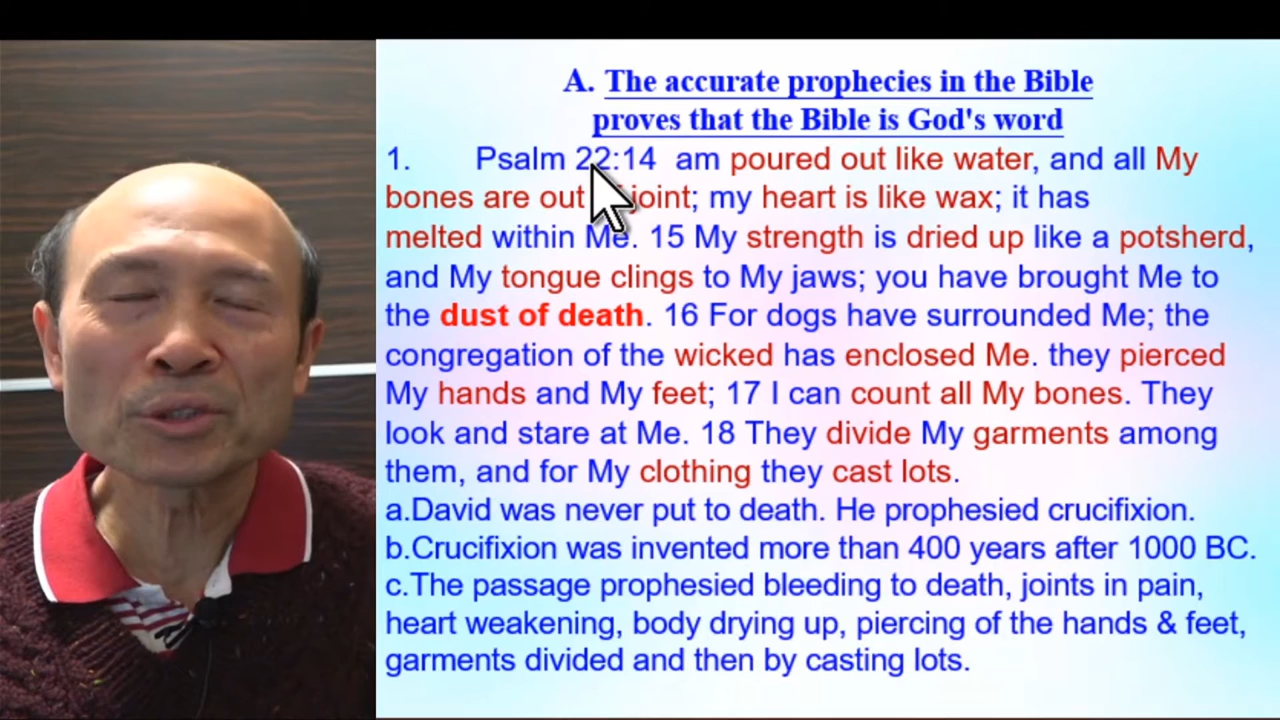 A. The accurate prophecies in the Bible
proves that the Bible is God's word
1. Psalm 22:14 am poured out like water, and all My
bones are out joint; my heart is like wax; it has
melted within Me. 15 My strength is dried up like a potsherd,
and My tongue clings to My jaws; you have brought Me to
the dust of death. 16 For dogs have surrounded Me; the
congregation of the wicked has enclosed Me. they pierced
My hands and My feet; 17 I can count all My bones. They
look and stare at Me. 18 They divide My garments among
them, and for My clothing they cast lots.
a.David was never put to death. He prophesied crucifixion.
b.Crucifixion was invented more than 400 years after 1000 BC.
c.The passage prophesied bleeding to death, joints in pain,
heart weakening, body drying up, piercing of the hands & feet,
garments divided and then by casting lots.